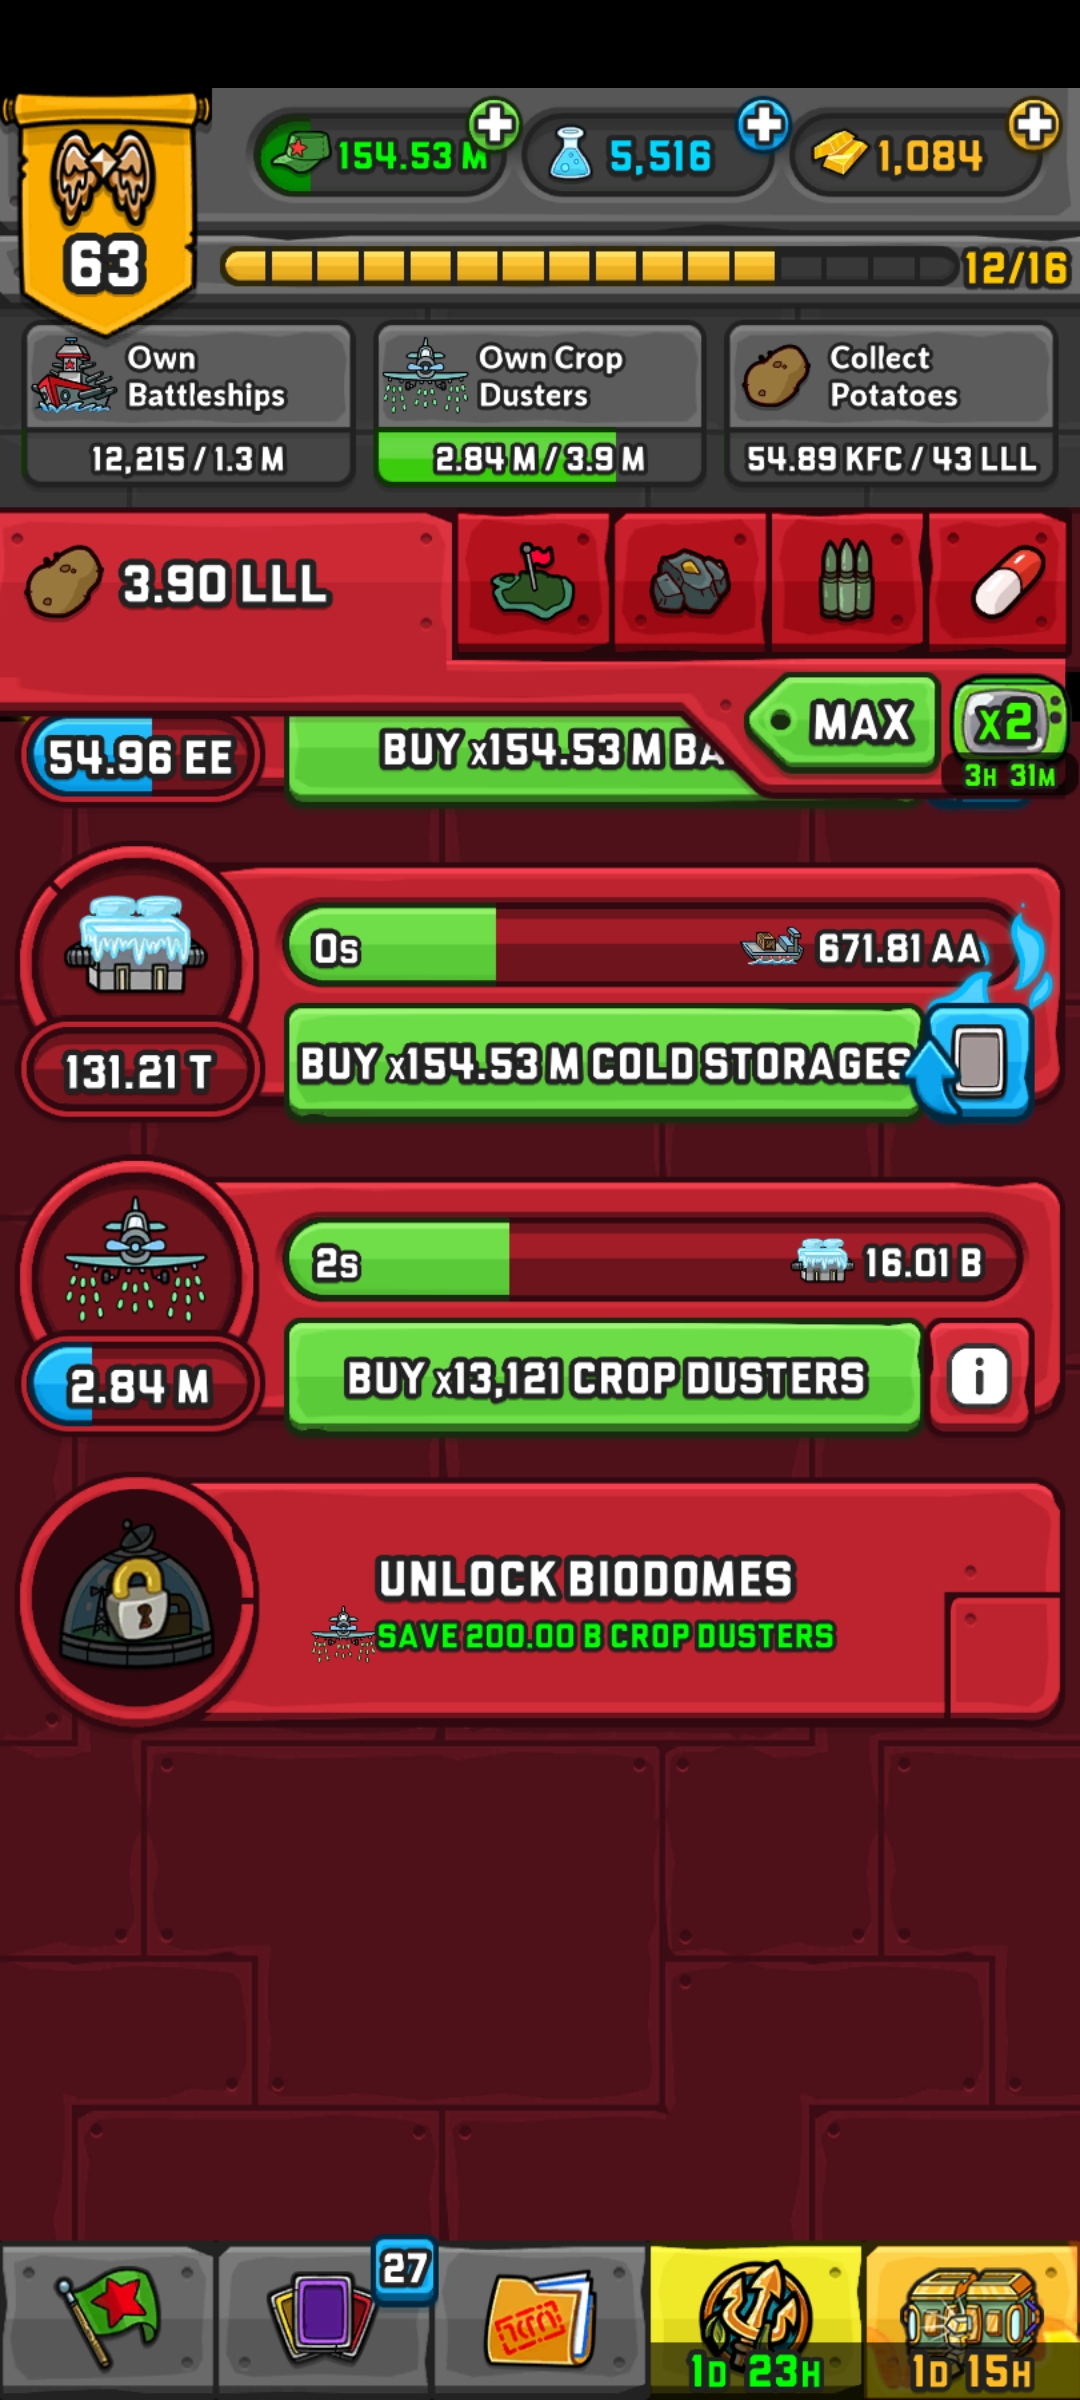 154.53 M
5,516
1,084
63
12/16
Own Battleships
12,215 / 1.3 M
Own Crop Dusters
2.84 M / 3.9 M
Collect Potatoes
54.89 KFC / 43 LLL
3.90 LLL
MAX
x2
3H 31M
54.96 EE
BUY x154.53 M BA
0s
671.81 AA
131.21 T
BUY x154.53 M COLD STORAGES
2s
16.01 B
2.84 M
BUY x13,121 CROP DUSTERS
i
UNLOCK BIODOMES
SAVE 200.00 B CROP DUSTERS
27
1D 23H
1D 15H